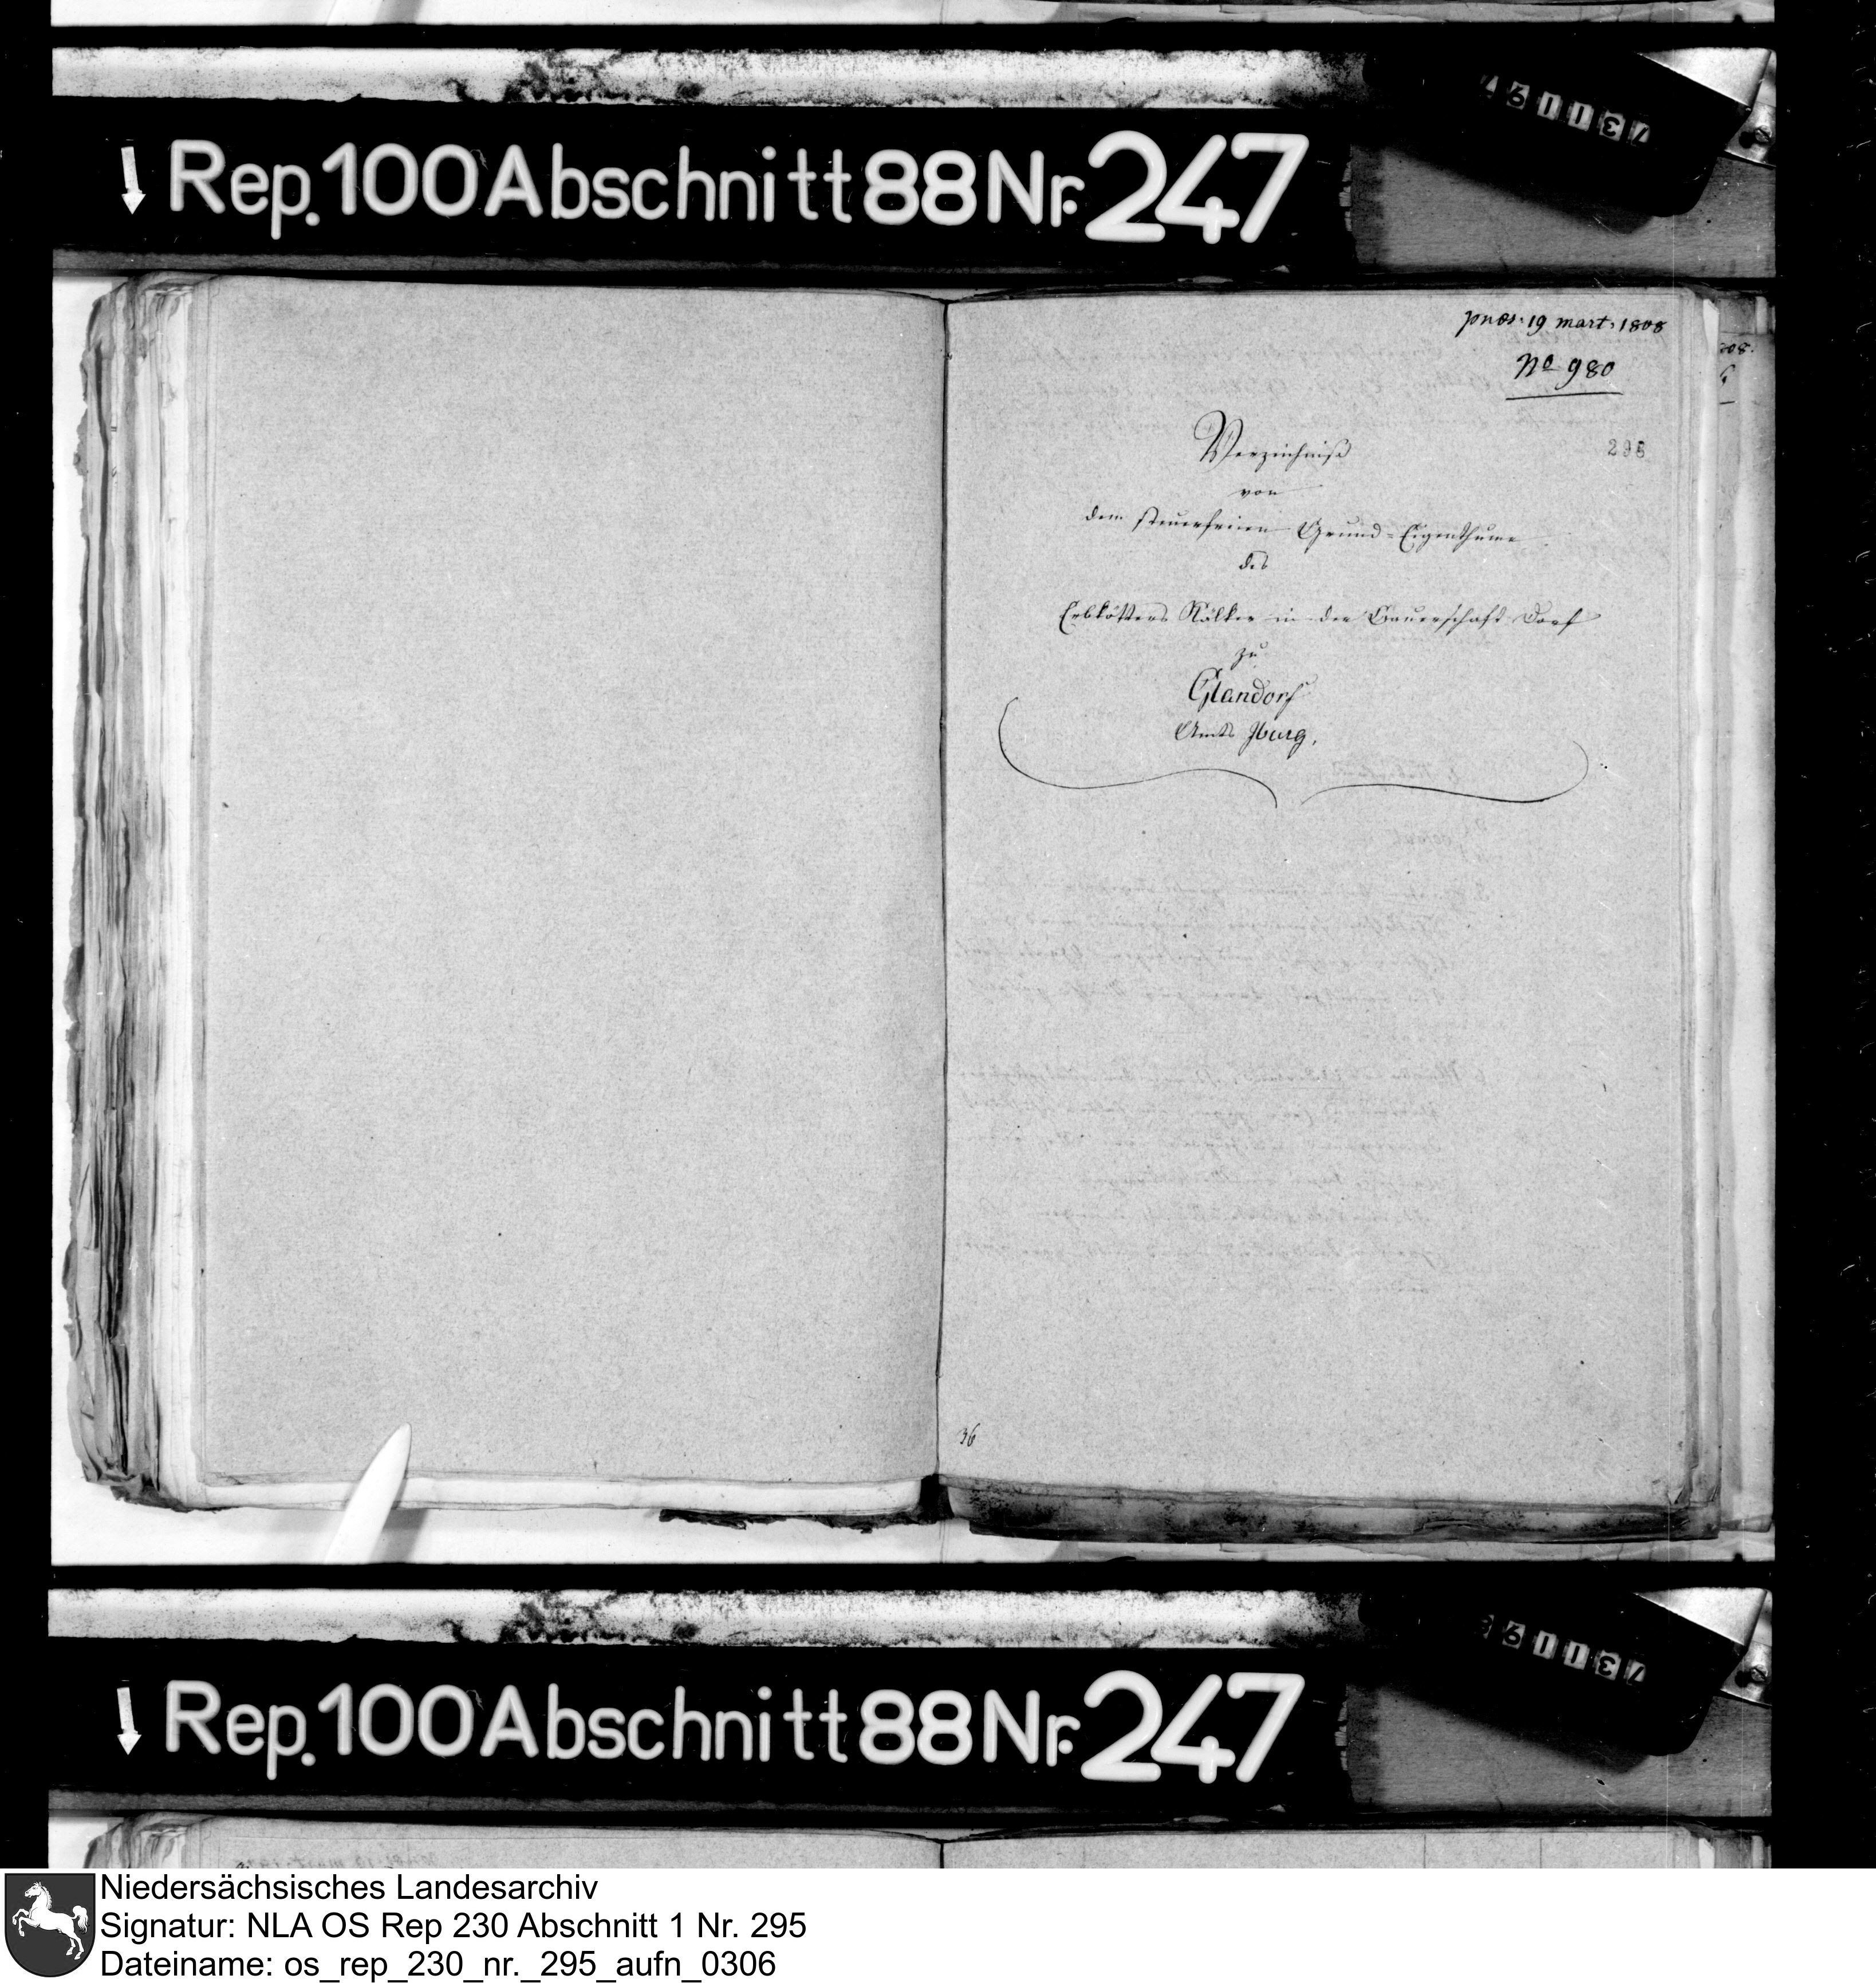 Rep. 100 Abschnitt 88 Nr. 247
praes. 19 mart. 1808
No 980
295
Verzeichniß
von
dem steuerfreien Grund=Eigenthume
des
Erbkötters Nölker in der Bauerschaft Dorf
zu
Glandorf
Amts Iburg.
36
Rep. 100 Abschnitt 88 Nr. 247
Niedersächsisches Landesarchiv
Signatur: NLA OS Rep 230 Abschnitt 1 Nr. 295
Dateiname: os_rep_230_nr._295_aufn_0306